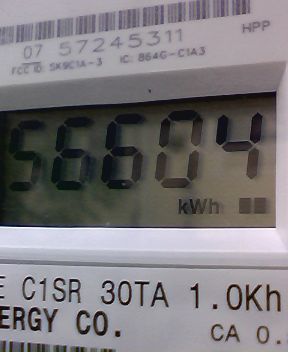 07 57245311 HPP
FCC ID: SK9C1A-3 IC: 864G-C1A3
56604
kWh
E C1SR 30TA 1.0Kh
ERGY CO. CA 0.